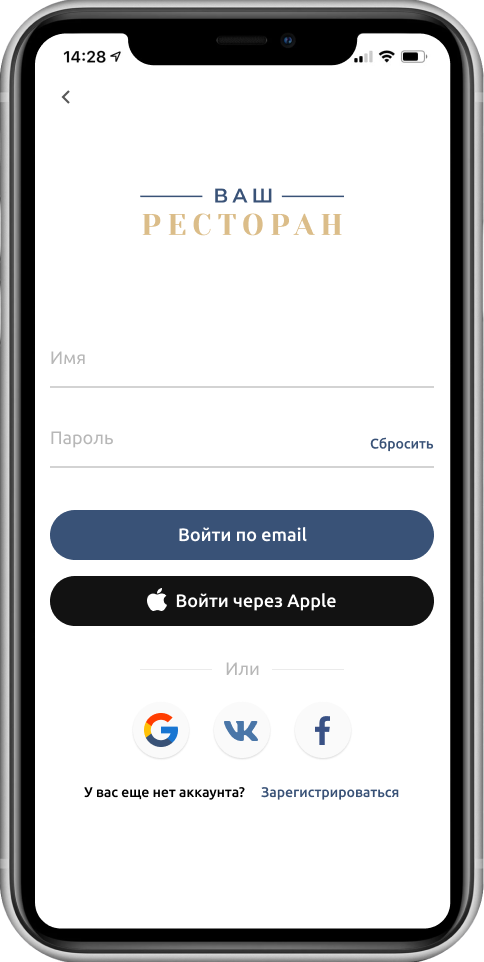 14:28
ВАШ
РЕСТОРАН
Имя
Пароль
Сбросить
Войти по email
Войти через Apple
Или
У вас еще нет аккаунта? Зарегистрироваться